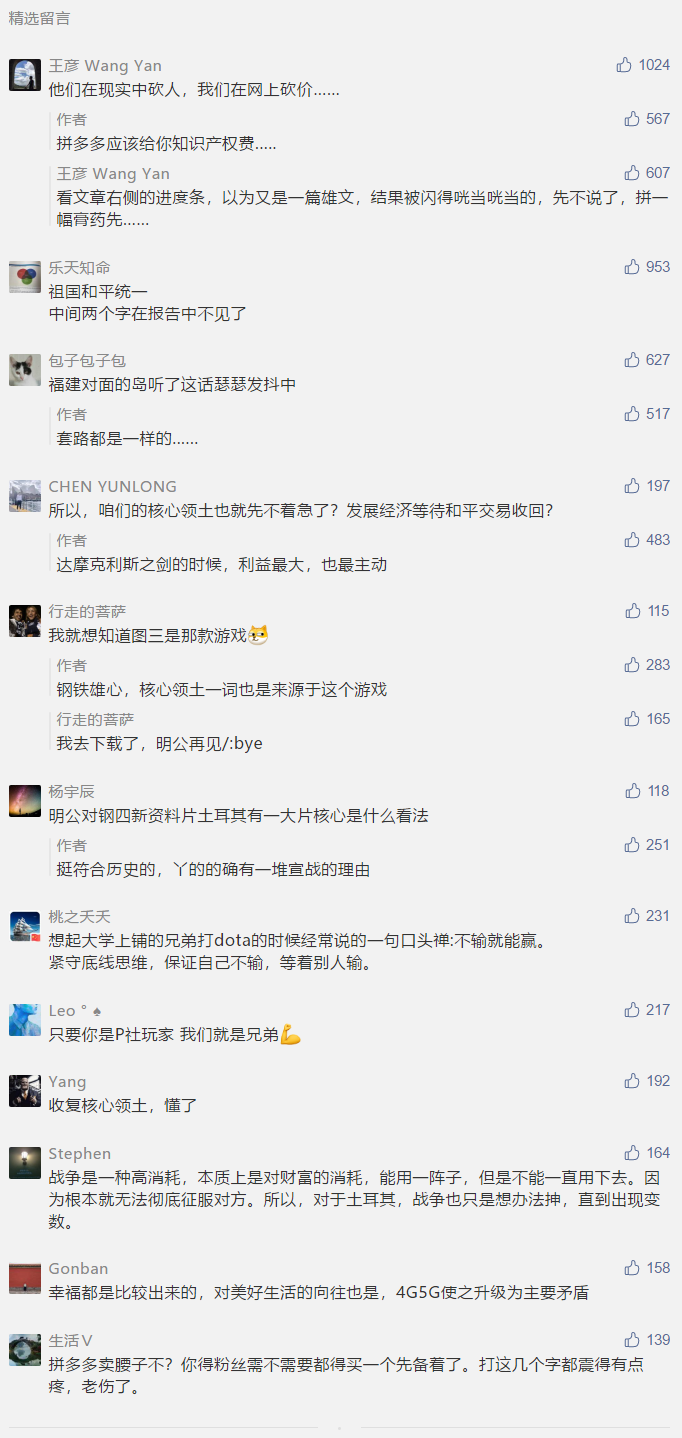 精选留言
王彦 Wang Yan
1024
他们在现实中砍人，我们在网上砍价……
作者
567
拼多多应该给你知识产权费.....
王彦 Wang Yan
607
看文章右侧的进度条，以为又是一篇雄文，结果被闪得咣当咣当的，先不说了，拼一
幅膏药先……
乐天知命
953
祖国和平统一
中间两个字在报告中不见了
包子包子包
627
福建对面的岛听了这话瑟瑟发抖中
作者
517
套路都是一样的……
CHEN YUNLONG
197
所以，咱们的核心领土也就先不着急了？发展经济等待和平交易收回？
作者
483
达摩克利斯之剑的时候，利益最大，也最主动
行走的菩萨
115
我就想知道图三是那款游戏
作者
283
钢铁雄心，核心领土一词也是来源于这个游戏
行走的菩萨
165
我去下载了，明公再见/:bye
杨宇辰
118
明公对钢四新资料片土耳其有一大片核心是什么看法
作者
251
挺符合历史的，丫的的确有一堆宣战的理由
桃之夭夭
231
想起大学上铺的兄弟打dota的时候经常说的一句口头禅:不输就能赢。
紧守底线思维，保证自己不输，等着别人输。
Leo ° ♠
217
只要你是P社玩家 我们就是兄弟💪
Yang
192
收复核心领土，懂了
Stephen
164
战争是一种高消耗，本质上是对财富的消耗，能用一阵子，但是不能一直用下去。因
为根本就无法彻底征服对方。所以，对于土耳其，战争也只是想办法抻，直到出现变
数。
Gonban
158
幸福都是比较出来的，对美好生活的向往也是，4G5G使之升级为主要矛盾
生活V
139
拼多多卖腰子不？你得粉丝需不需要都得买一个先备着了。打这几个字都震得有点
疼，老伤了。